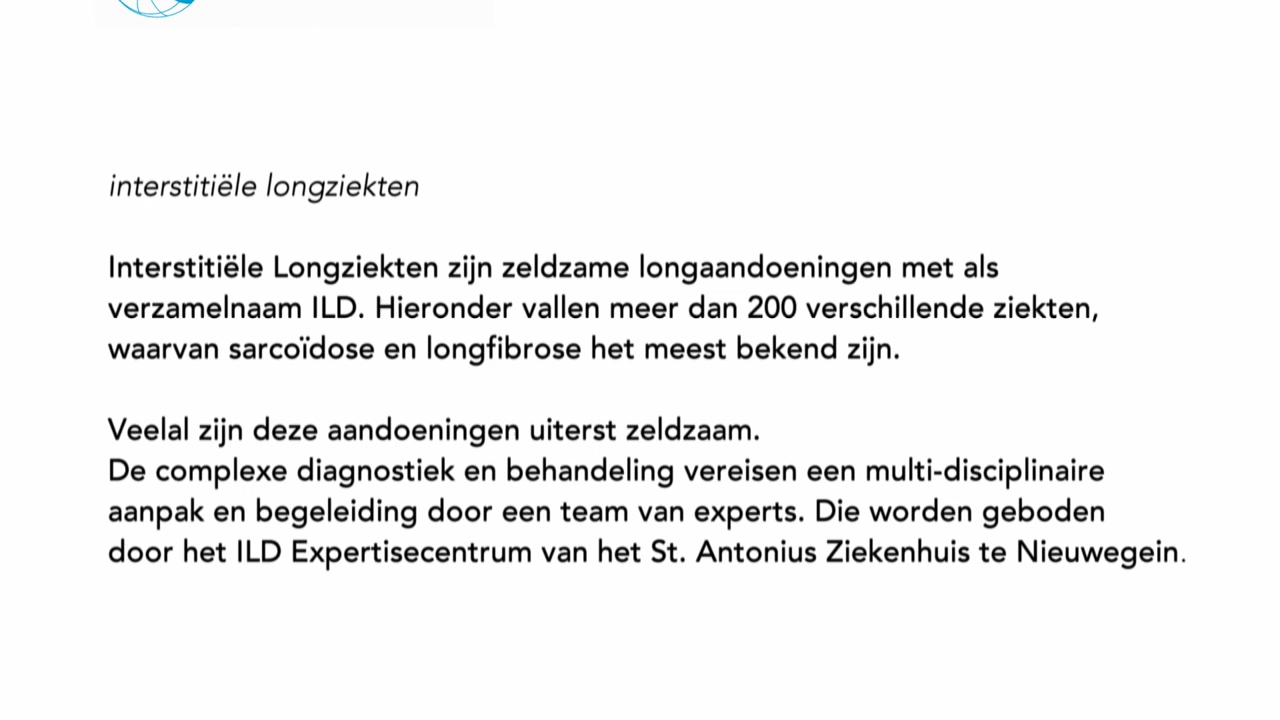 interstitiële longziekten
Interstitiële Longziekten zijn zeldzame longaandoeningen met als
verzamelnaam ILD. Hieronder vallen meer dan 200 verschillende ziekten,
waarvan sarcoïdose en longfibrose het meest bekend zijn.
Veelal zijn deze aandoeningen uiterst zeldzaam.
De complexe diagnostiek en behandeling vereisen een multi-disciplinaire
aanpak en begeleiding door een team van experts. Die worden geboden
door het ILD Expertisecentrum van het St. Antonius Ziekenhuis te Nieuwegein.